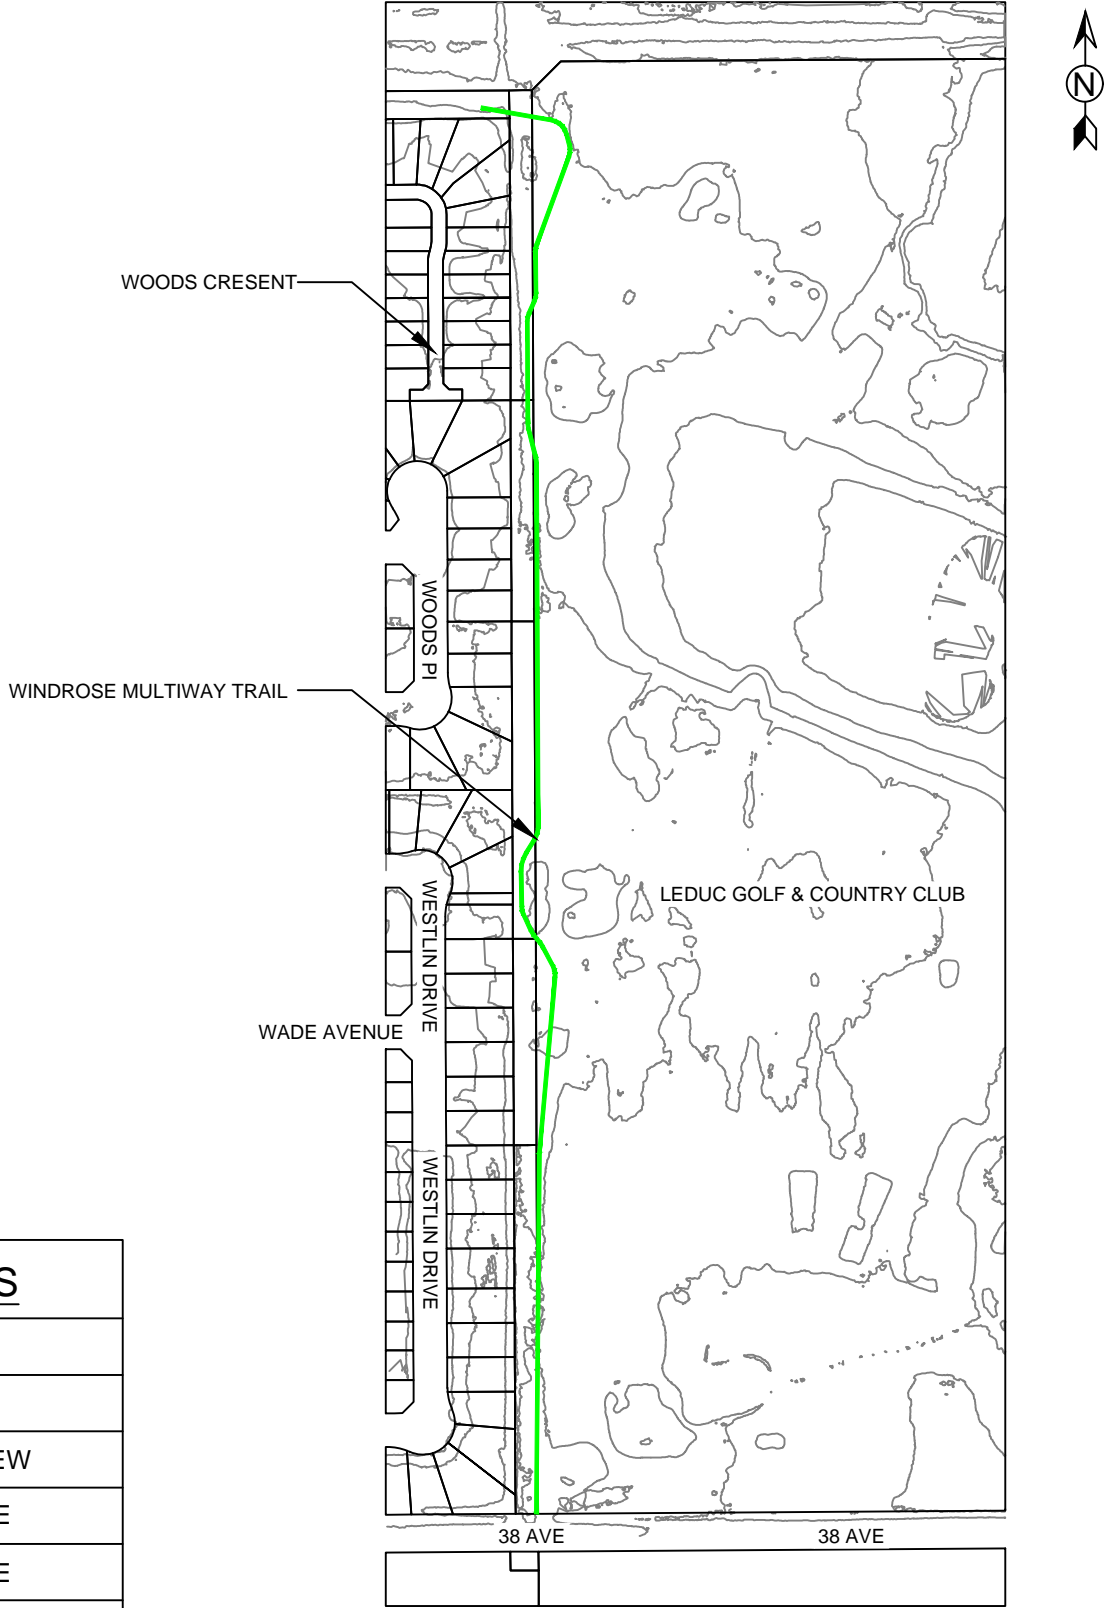 N
WOODS CRESENT
WOODS Pl
WINDROSE MULTIWAY TRAIL
LEDUC GOLF & COUNTRY CLUB
WESTLIN DRIVE
WADE AVENUE
WESTLIN DRIVE
38 AVE
38 AVE